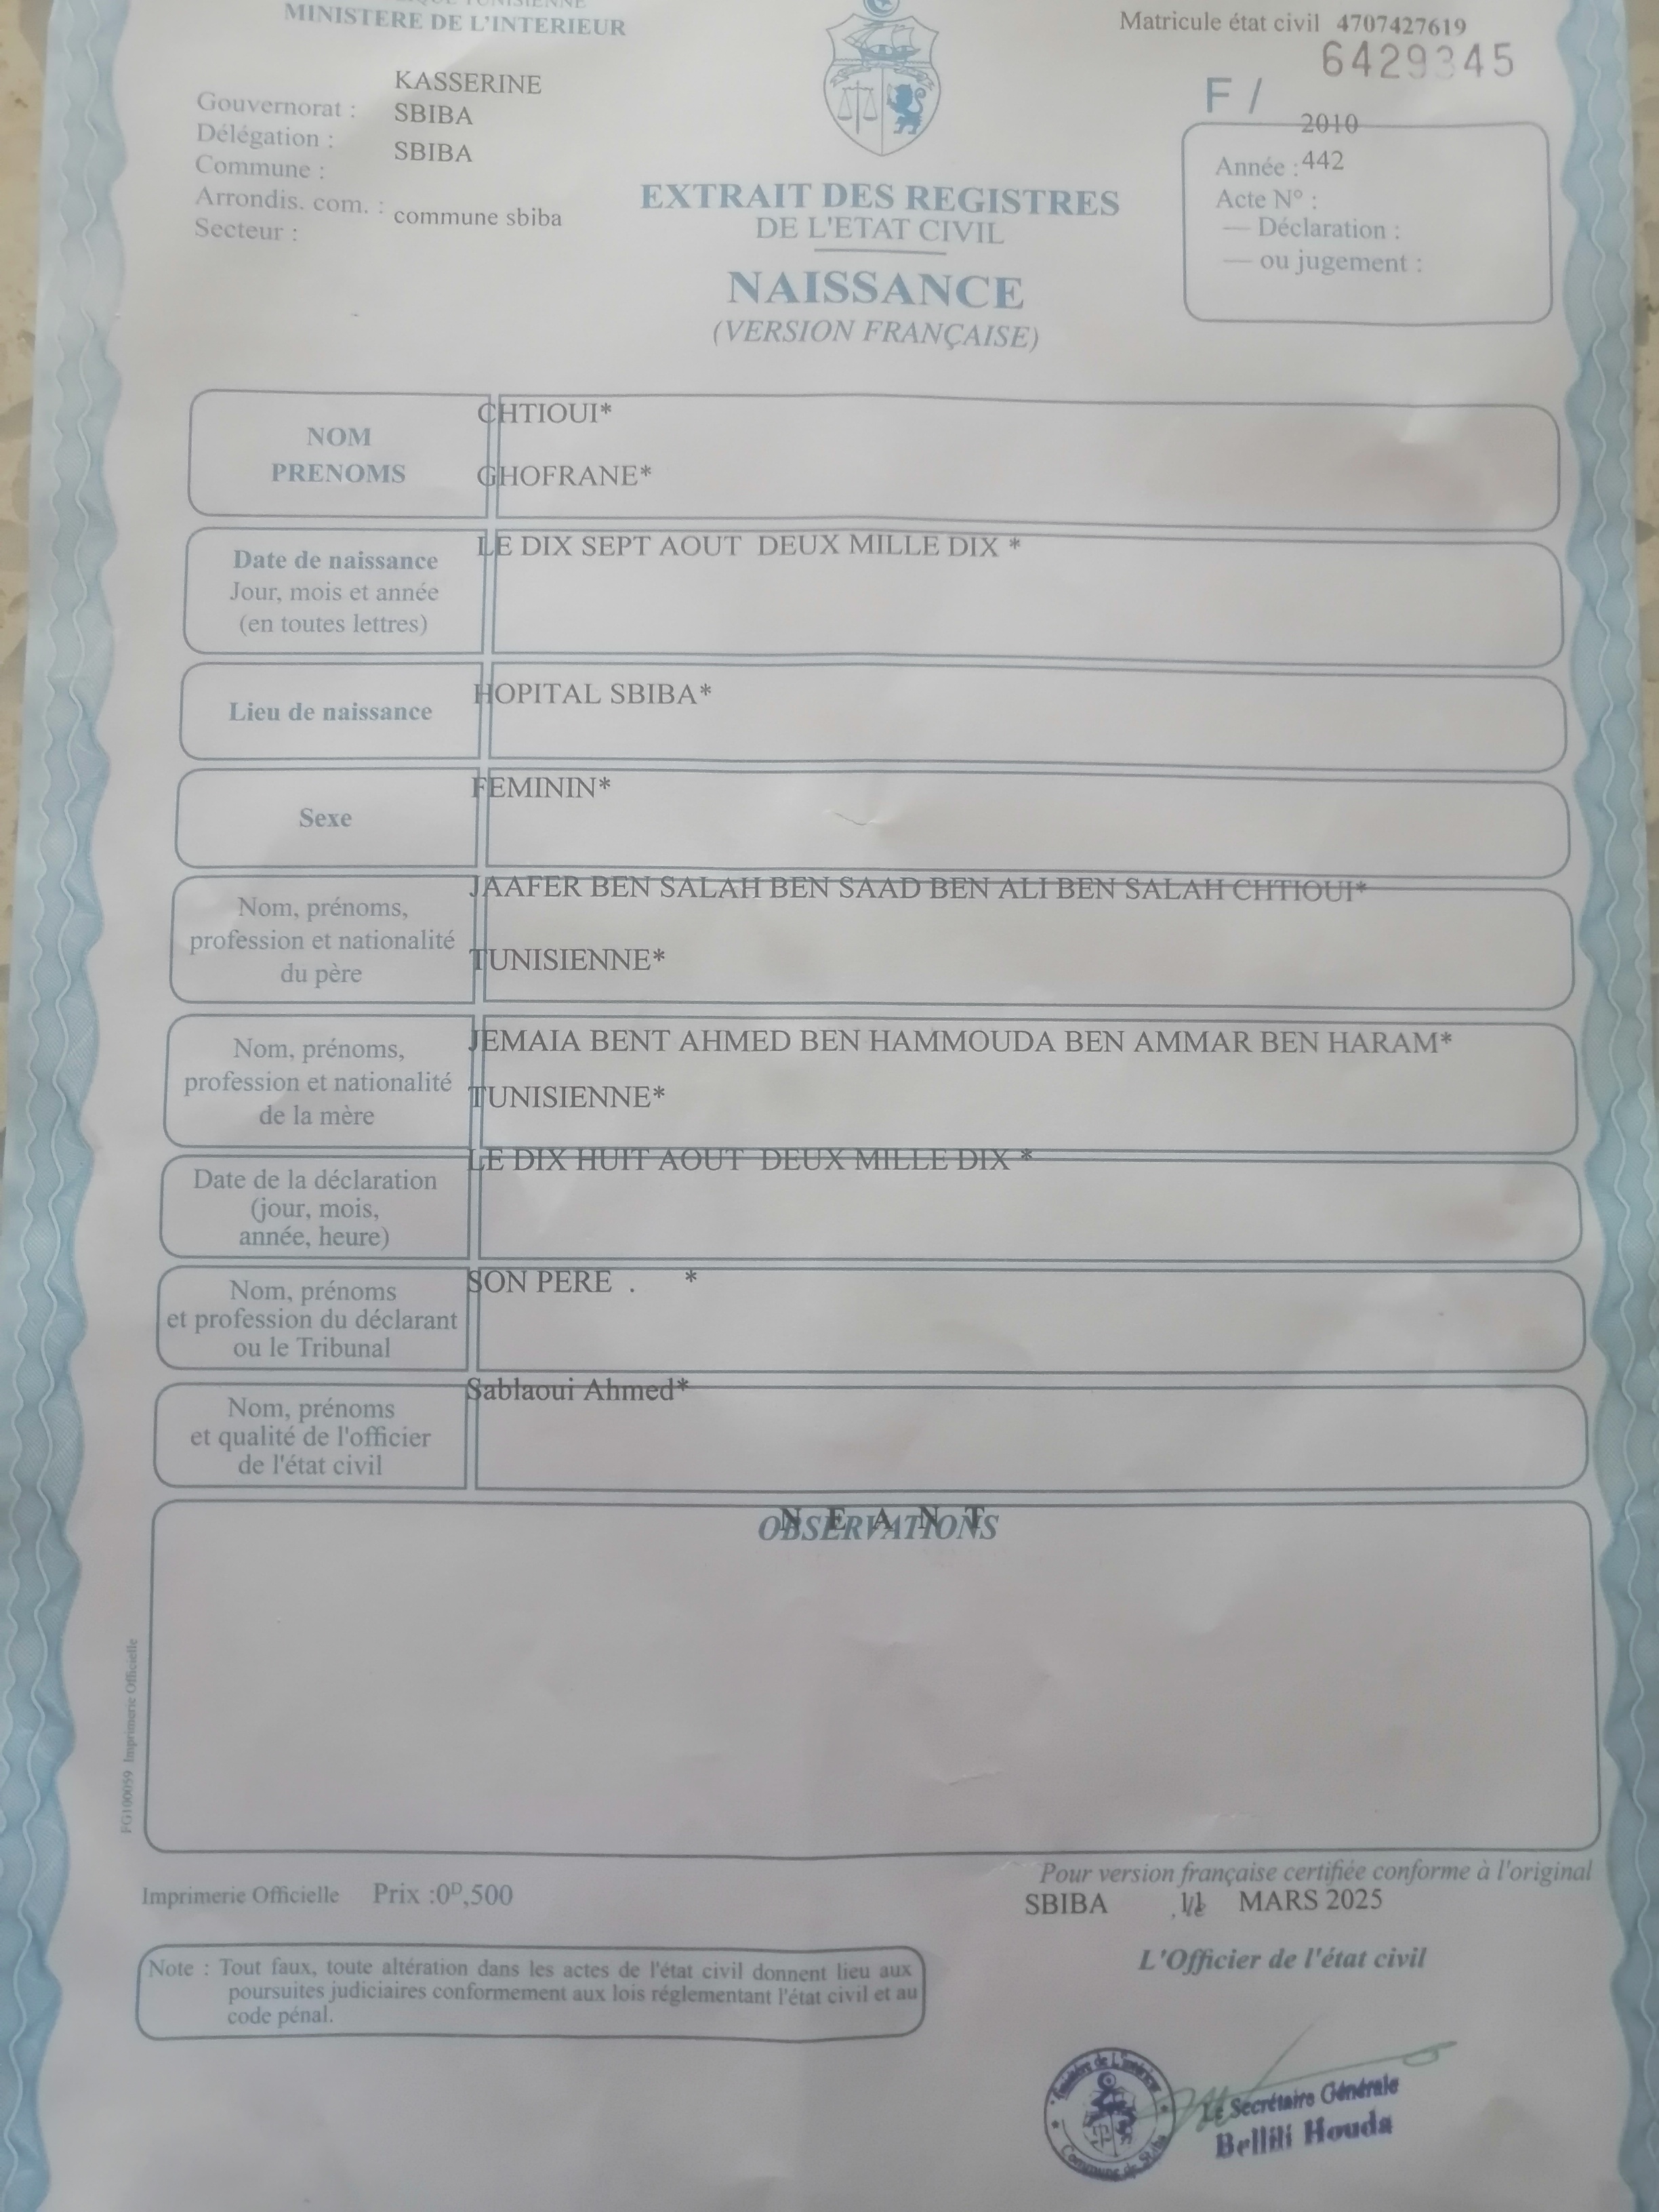 MINISTERE DE L'INTERIEUR
Matricule état civil 4707427619
6429345
F /
KASSERINE
Gouvernorat : SBIBA
Délégation :
SBIBA
Commune :
Arrondis. com. : commune sbiba
Secteur :
2010
Année : 442
Acte N° :
— Déclaration :
— ou jugement :
EXTRAIT DES REGISTRES
DE L'ETAT CIVIL
NAISSANCE
(VERSION FRANÇAISE)
NOM
PRENOMS
CHTIOUI*
GHOFRANE*
Date de naissance
Jour, mois et année
(en toutes lettres)
LE DIX SEPT AOUT DEUX MILLE DIX *
Lieu de naissance
HOPITAL SBIBA*
Sexe
FEMININ*
Nom, prénoms,
profession et nationalité
du père
JAAFER BEN SALAH BEN SAAD BEN ALI BEN SALAH CHTIOUI*
TUNISIENNE*
Nom, prénoms,
profession et nationalité
de la mère
JEMAIA BENT AHMED BEN HAMMOUDA BEN AMMAR BEN HARAM*
TUNISIENNE*
Date de la déclaration
(jour, mois,
année, heure)
LE DIX HUIT AOUT DEUX MILLE DIX *
Nom, prénoms
et profession du déclarant
ou le Tribunal
SON PERE . *
Nom, prénoms
et qualité de l'officier
de l'état civil
Sablaoui Ahmed*
N E A N T
OBSERVATIONS
FG100059 Imprimerie Officielle
Imprimerie Officielle Prix :0ᴰ,500
Pour version française certifiée conforme à l'original
SBIBA MARS 2025
L'Officier de l'état civil
Note : Tout faux, toute altération dans les actes de l'état civil donnent lieu aux
poursuites judiciaires conformement aux lois réglementant l'état civil et au
code pénal.
Ministère de L'intérieur
Commune de Sbiba
Le Secrétaire Générale
Bellili Houda